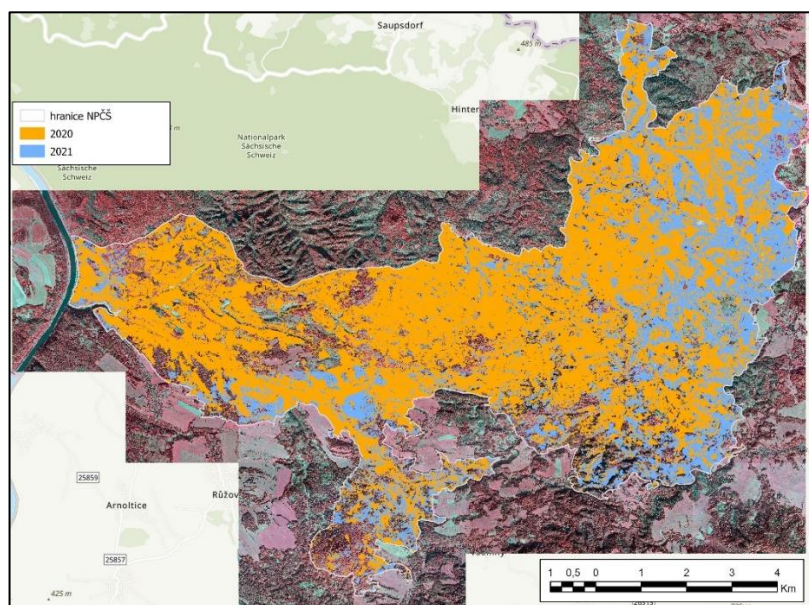 Saupsdorf
485 m
Hinter
hranice NPČŠ
2020
2021
Nationalpark
Sächsische
Schweiz
Sächsische
Schweiz
25859
Arnoltice
Růžov
25857
425 m
1 0,5 0 1 2 3 4
Km